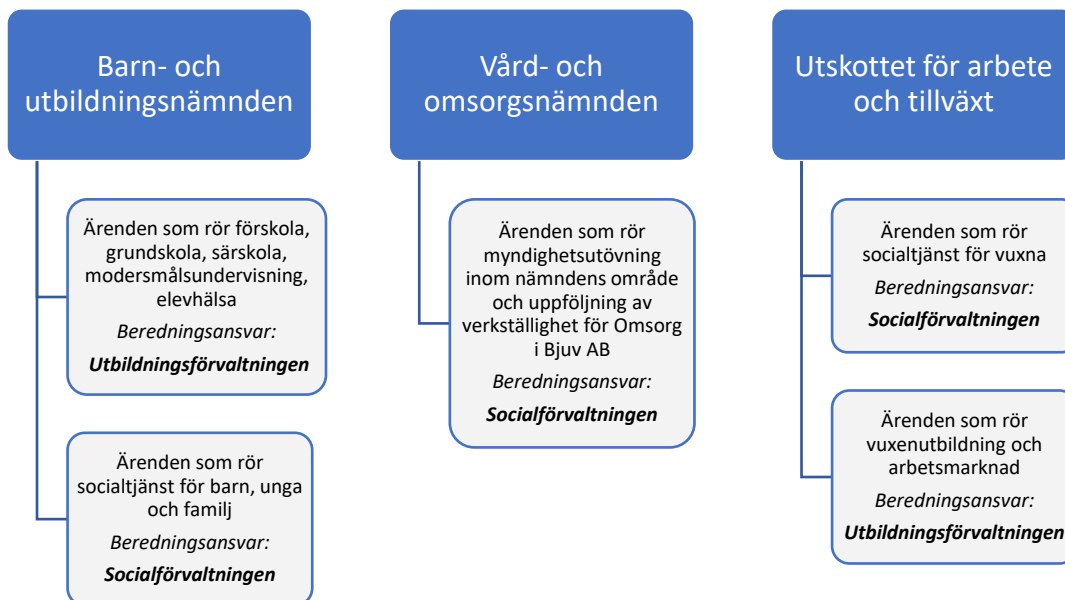 Barn- och
utbildningsnämnden
Ärenden som rör förskola,
grundskola, särskola,
modersmålsundervisning,
elevhälsa
Beredningsansvar:
Utbildningsförvaltningen
Ärenden som rör
socialtjänst för barn, unga
och familj
Beredningsansvar:
Socialförvaltningen
Vård- och
omsorgsnämnden
Ärenden som rör
myndighetsutövning
inom nämndens område
och uppföljning av
verkställighet för Omsorg
i Bjuv AB
Beredningsansvar:
Socialförvaltningen
Utskottet för arbete
och tillväxt
Ärenden som rör
socialtjänst för vuxna
Beredningsansvar:
Socialförvaltningen
Ärenden som rör
vuxenutbildning och
arbetsmarknad
Beredningsansvar:
Utbildningsförvaltningen